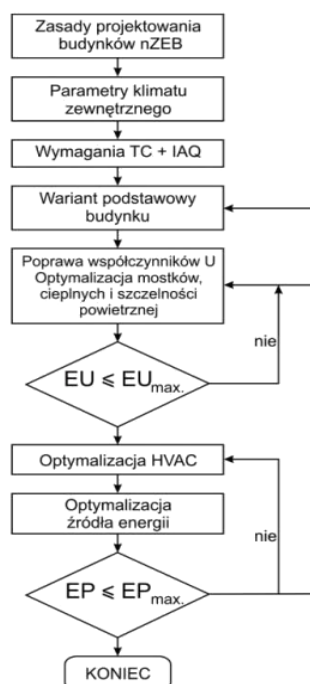 Zasady projektowania
budynków nZEB
Parametry klimatu
zewnętrznego
Wymagania TC + IAQ
Wariant podstawowy
budynku
Poprawa współczynników U
Optymalizacja mostków,
cieplnych i szczelności
powietrznej
nie
EU ⩽ EUmax.
Optymalizacja HVAC
Optymalizacja
źródła energii
nie
EP ⩽ EPmax.
KONIEC